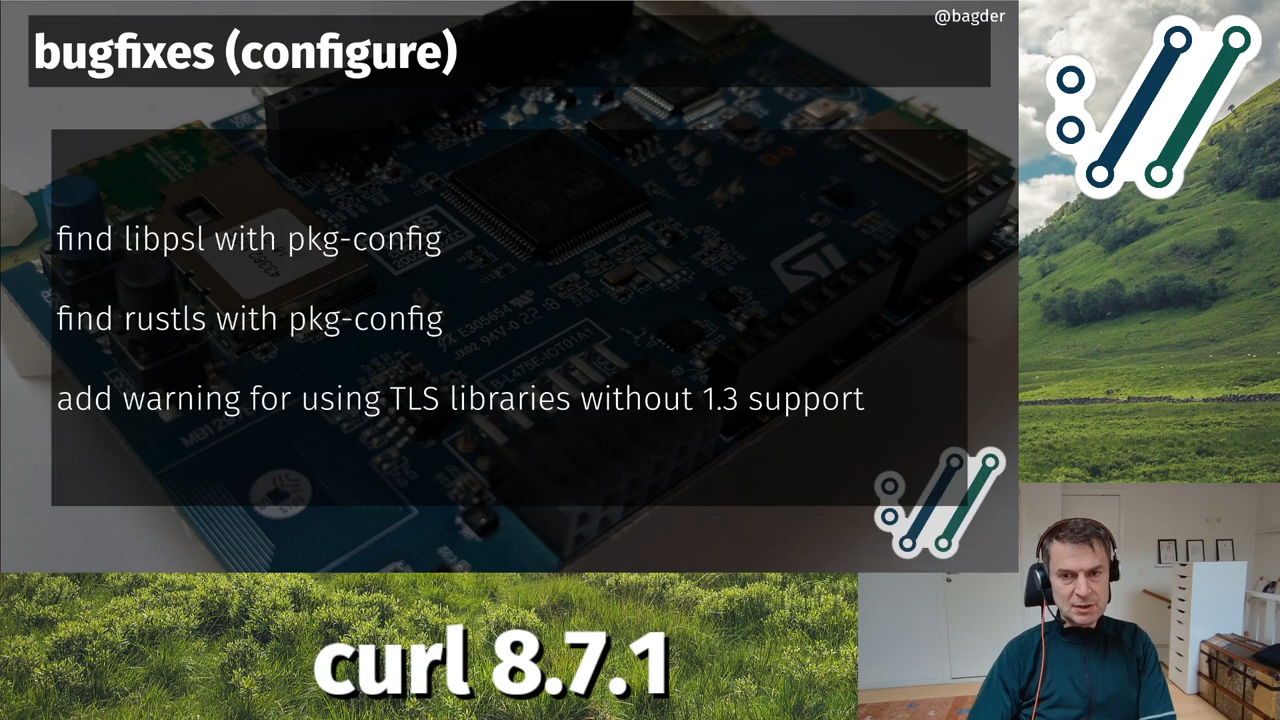 @bagder
bugfixes (configure)
find libpsl with pkg-config
find rustls with pkg-config
add warning for using TLS libraries without 1.3 support
curl 8.7.1